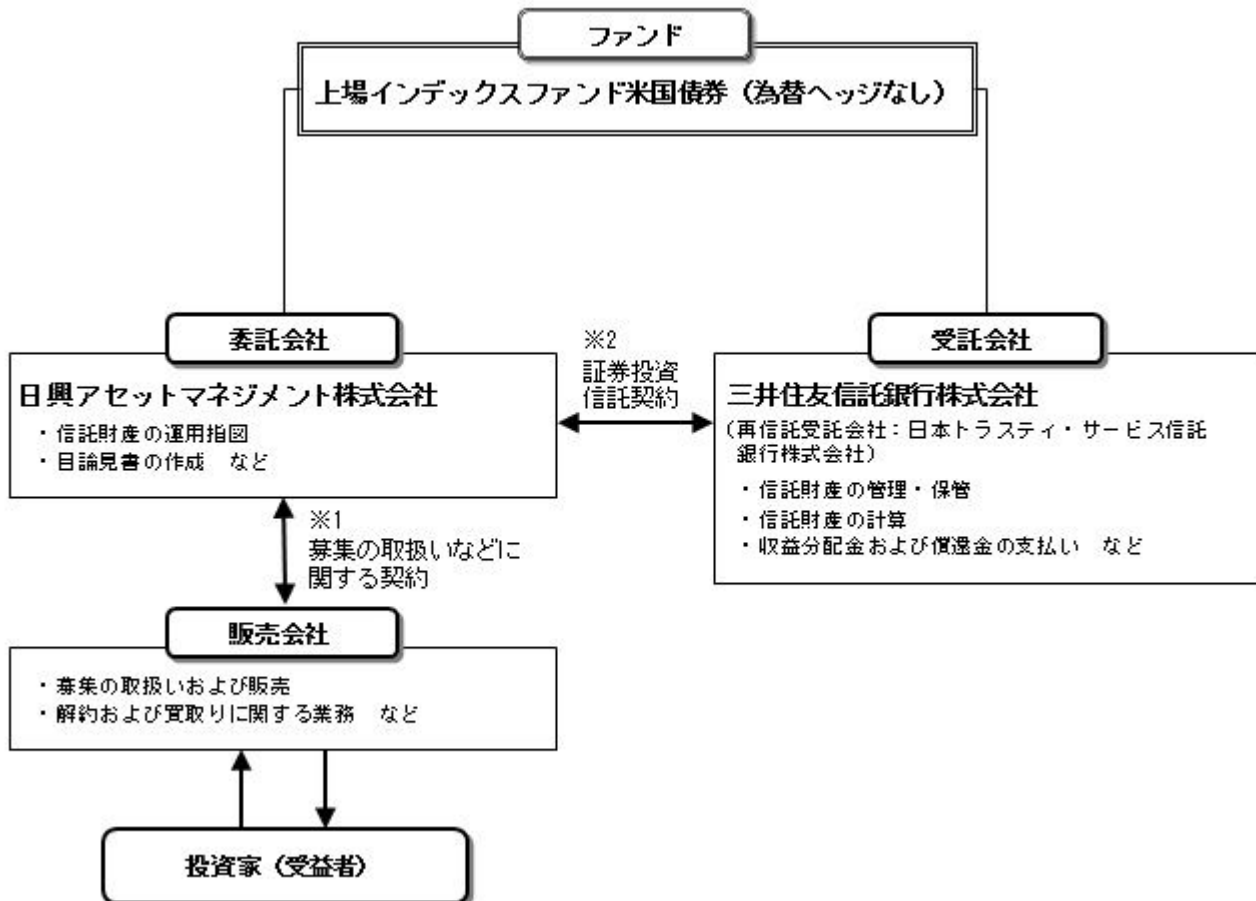 ファンド
上場インデックスファンド米国債券（為替ヘッジなし）
委託会社
日興アセットマネジメント株式会社
・信託財産の運用指図
・目論見書の作成　など
※2
証券投資
信託契約
受託会社
三井住友信託銀行株式会社
（再信託受託会社：日本トラスティ・サービス信託
銀行株式会社）
・信託財産の管理・保管
・信託財産の計算
・収益分配金および償還金の支払い　など
※1
募集の取扱いなどに
関する契約
販売会社
・募集の取扱いおよび販売
・解約および買取りに関する業務　など
投資家（受益者）